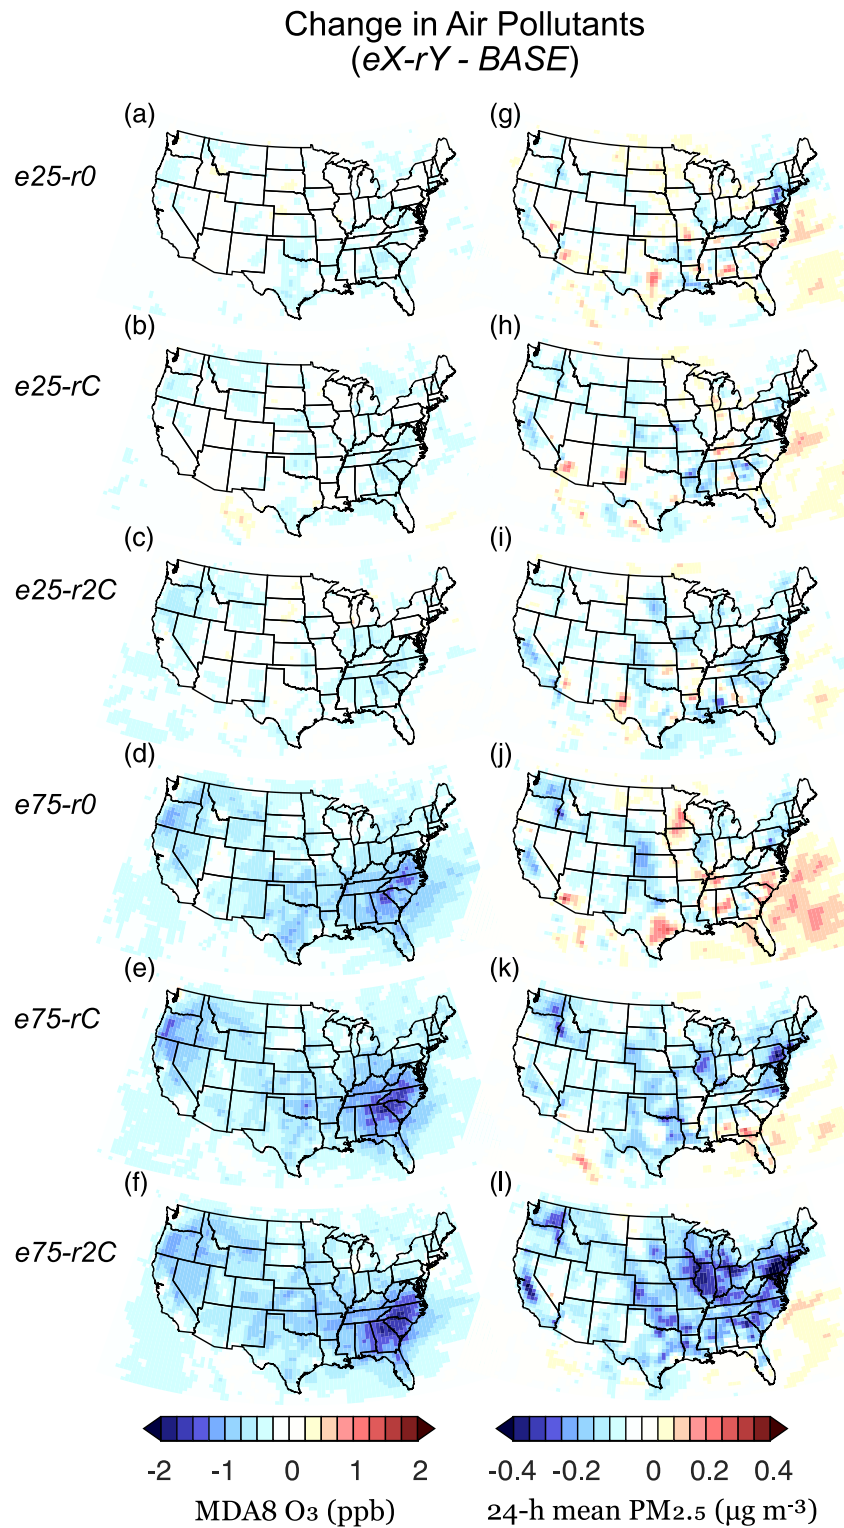 Change in Air Pollutants
(eX-rY - BASE)
(a) (g)
e25-r0
(b) (h)
e25-rC
(c) (i)
e25-r2C
(d) (j)
e75-r0
(e) (k)
e75-rC
(f) (l)
e75-r2C
-2 -1 0 1 2 -0.4 -0.2 0 0.2 0.4
MDA8 O3 (ppb) 24-h mean PM2.5 (μg m-3)